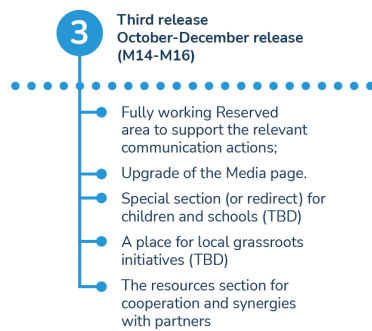 3
Third release
October-December release
(M14-M16)
Fully working Reserved
area to support the relevant
communication actions;
Upgrade of the Media page.
Special section (or redirect) for
children and schools (TBD)
A place for local grassroots
initiatives (TBD)
The resources section for
cooperation and synergies
with partners